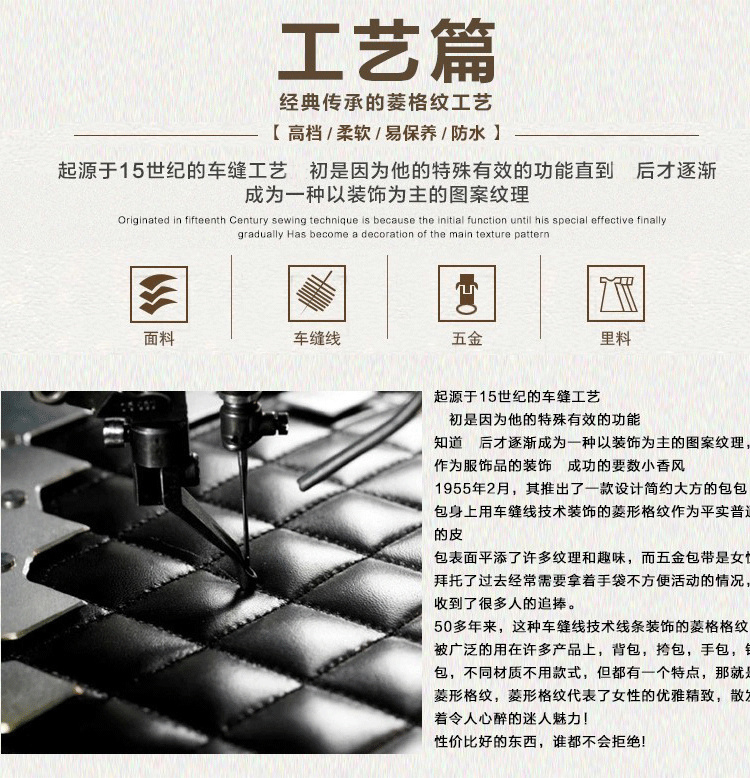 工艺篇
经典传承的菱格纹工艺
【 高档 / 柔软 / 易保养 / 防水 】
起源于15世纪的车缝工艺 初是因为他的特殊有效的功能直到 后才逐渐
成为一种以装饰为主的图案纹理
Originated in fifteenth Century sewing technique is because the initial function until his special effective finally
gradually Has become a decoration of the main texture pattern
面料 车缝线 五金 里料
起源于15世纪的车缝工艺
初是因为他的特殊有效的功能
知道 后才逐渐成为一种以装饰为主的图案纹理,
作为服饰品的装饰 成功的要数小香风
1955年2月，其推出了一款设计简约大方的包包
包身上用车缝线技术装饰的菱形格纹作为平实普
的皮
包表面平添了许多纹理和趣味，而五金包带是女
拜托了过去经常需要拿着手袋不方便活动的情况,
收到了很多人的追捧。
50多年来，这种车缝线技术线条装饰的菱格格纹
被广泛的用在许多产品上，背包，挎包，手包，
包，不同材质不用款式，但都有一个特点，那就
菱形格纹，菱形格纹代表了女性的优雅精致，散
着令人心醉的迷人魅力！
性价比好的东西，谁都不会拒绝！